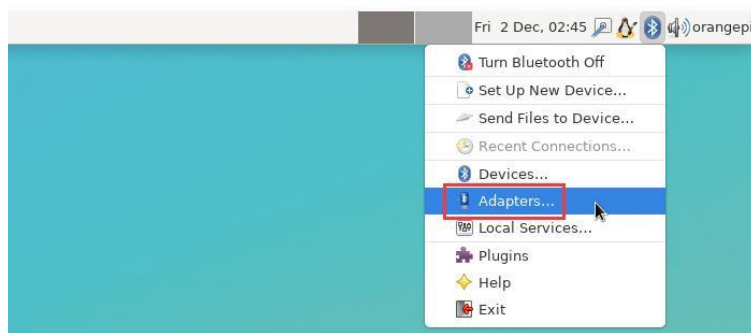 Fri 2 Dec, 02:45 orangepi
Turn Bluetooth Off
Set Up New Device...
Send Files to Device...
Recent Connections...
Devices...
Adapters...
Local Services...
Plugins
Help
Exit